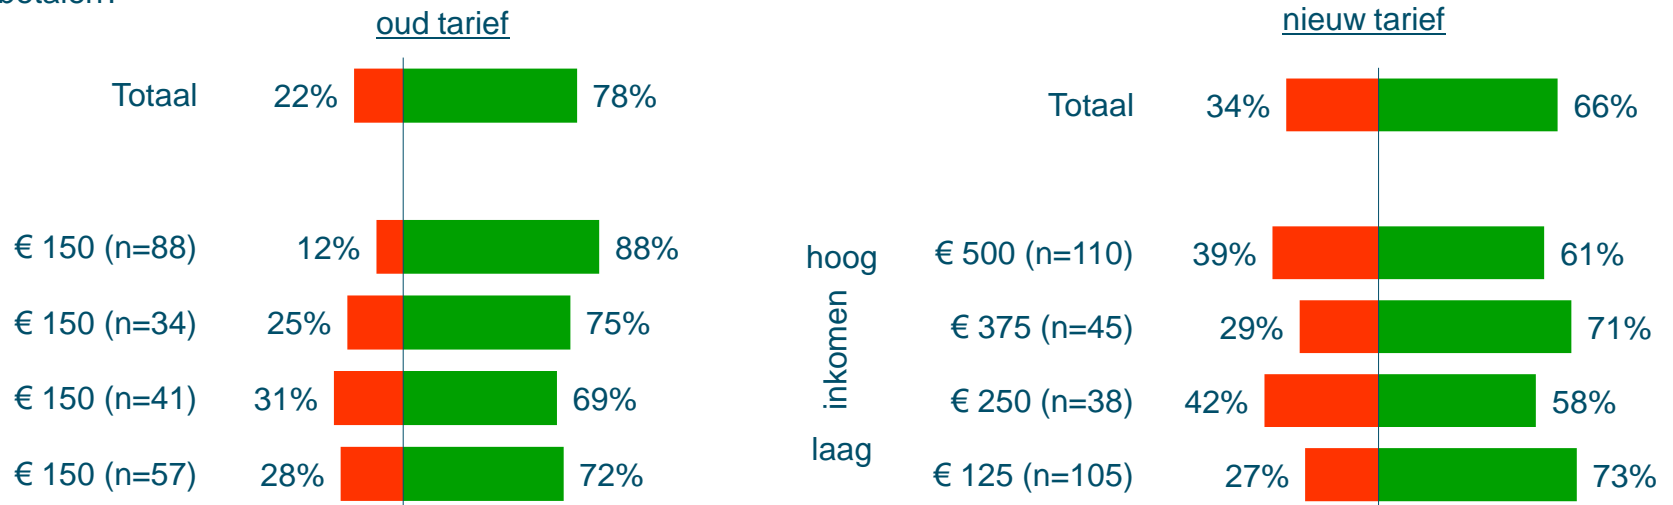 oud tarief
Totaal 22% 78%
€ 150 (n=88) 12% 88%
€ 150 (n=34) 25% 75%
€ 150 (n=41) 31% 69%
€ 150 (n=57) 28% 72%
hoog
inkomen
laag
nieuw tarief
Totaal 34% 66%
€ 500 (n=110) 39% 61%
€ 375 (n=45) 29% 71%
€ 250 (n=38) 42% 58%
€ 125 (n=105) 27% 73%